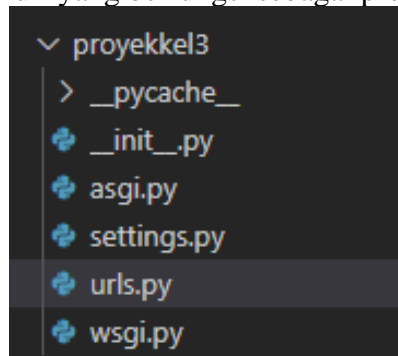 proyekkel3
__pycache__
__init__.py
asgi.py
settings.py
urls.py
wsgi.py